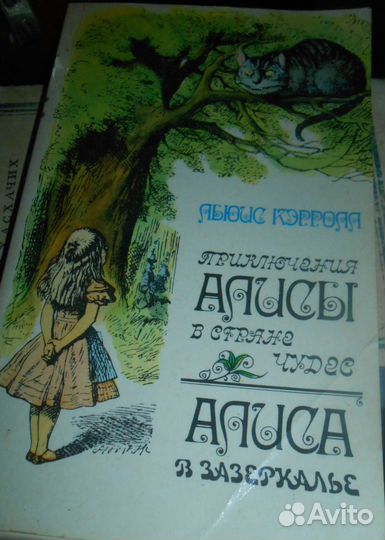 ЛЬЮИС КЭРРОЛЛ
ПРИКЛЮЧЕНИЯ
АЛИСЫ
В СТРАНЕ
ЧУДЕС
АЛИСА
В ЗАЗЕРКАЛЬЕ
Avito